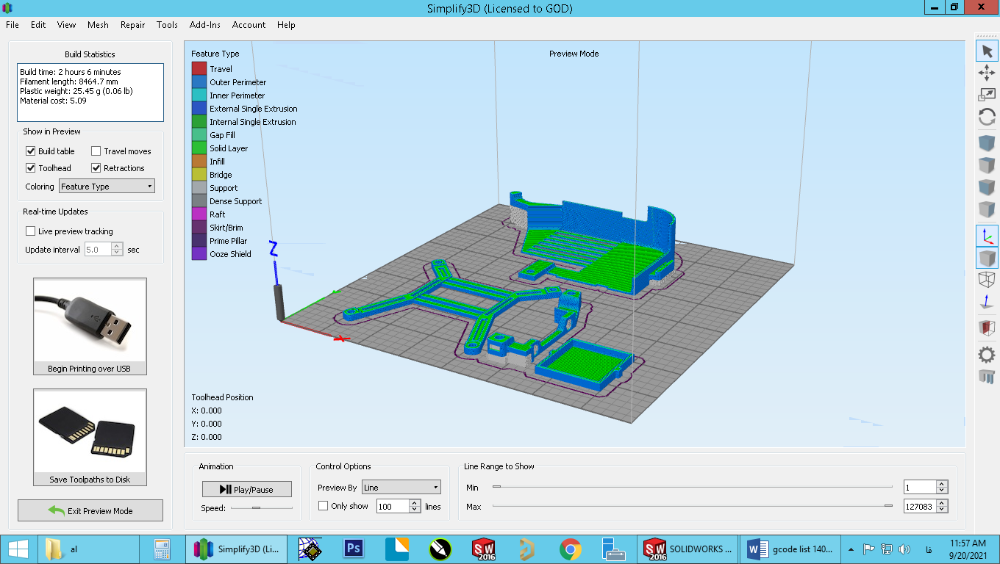 Simplify3D (Licensed to GOD)
File Edit View Mesh Repair Tools Add-Ins Account Help
Build Statistics
Build time: 2 hours 6 minutes
Filament length: 8464.7 mm
Plastic weight: 25.45 g (0.06 lb)
Material cost: 5.09
Show in Preview
Build table
Travel moves
Toolhead
Retractions
Coloring Feature Type
Real-time Updates
Live preview tracking
Update interval 5.0 sec
Begin Printing over USB
Save Toolpaths to Disk
Exit Preview Mode
Feature Type
Travel
Outer Perimeter
Inner Perimeter
External Single Extrusion
Internal Single Extrusion
Gap Fill
Solid Layer
Infill
Bridge
Support
Dense Support
Raft
Skirt/Brim
Prime Pillar
Ooze Shield
Preview Mode
Z
X
Toolhead Position
X: 0.000
Y: 0.000
Z: 0.000
Animation
Play/Pause
Speed:
Control Options
Preview By Line
Only show 100 lines
Line Range to Show
Min 1
Max 127083
al
Simplify3D (Li...
Ps
SW
2016
SW
2016
SOLIDWORKS ...
W
gcode list 140...
فا
11:57 AM
9/20/2021